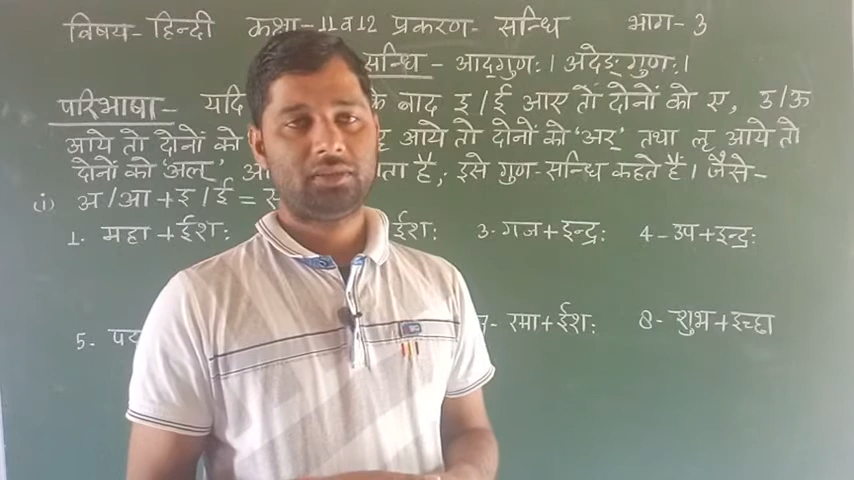 विषय- हिन्दी कक्षा-11 व 12 प्रकरण- सन्धि भाग-3
सन्धि - आद्गुणः। अदेङ् गुणः।
परिभाषा- यदि के बाद इ/ई आए तो दोनों को ए, उ/ऊ
आये तो दोनों को आये तो दोनों को 'अर्' तथा लृ आये तो
दोनों को 'अल्' है, इसे गुण-सन्धि कहते हैं। जैसे-
(i) अ/आ + इ/ई =
1. महा + ईशः ईशः 3. गज + इन्द्रः 4- उप + इन्द्रः
5- रमा + ईशः 8- शुभ + इच्छा